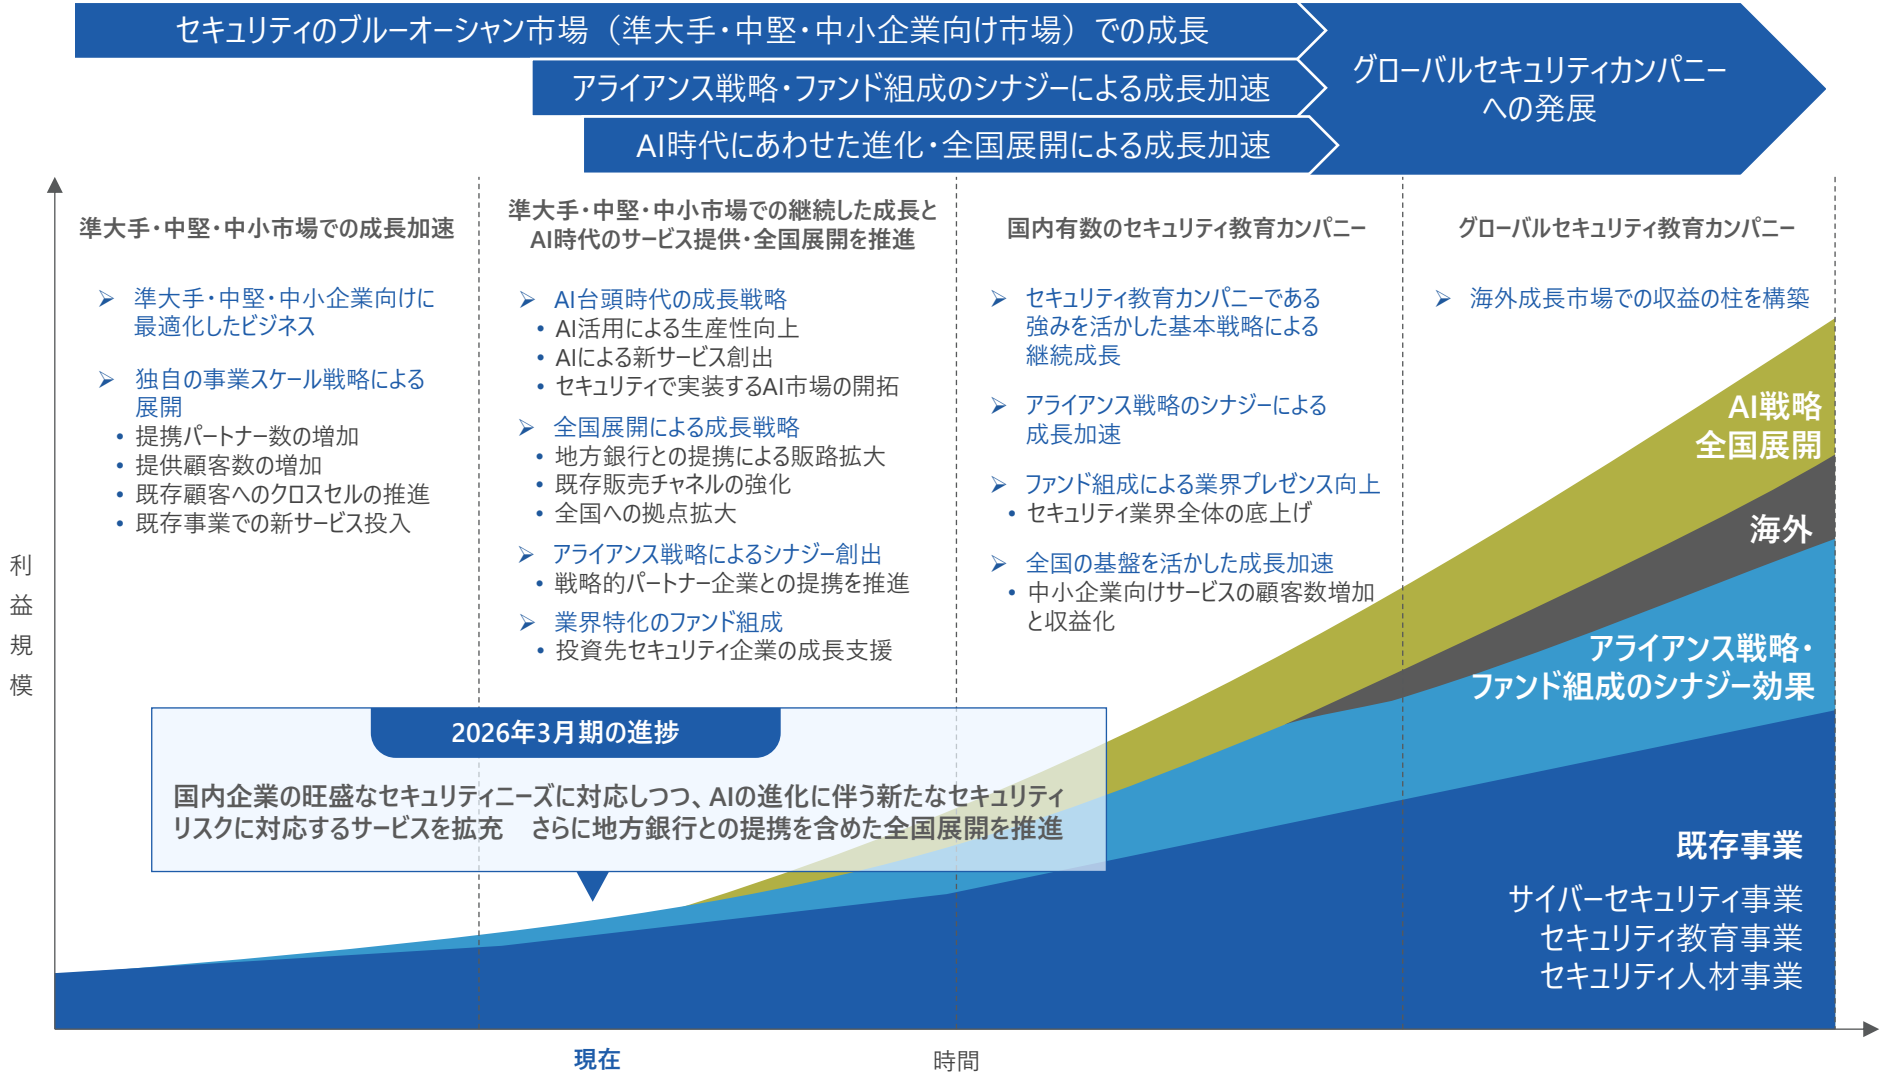 セキュリティのブルーオーシャン市場（準大手・中堅・中小企業向け市場）での成長
アライアンス戦略・ファンド組成のシナジーによる成長加速
AI時代にあわせた進化・全国展開による成長加速
グローバルセキュリティカンパニー
への発展
準大手・中堅・中小市場での成長加速
➢ 準大手・中堅・中小企業向けに
最適化したビジネス
➢ 独自の事業スケール戦略による
展開
• 提携パートナー数の増加
• 提供顧客数の増加
• 既存顧客へのクロスセルの推進
• 既存事業での新サービス投入
準大手・中堅・中小市場での継続した成長と
AI時代のサービス提供・全国展開を推進
➢ AI台頭時代の成長戦略
• AI活用による生産性向上
• AIによる新サービス創出
• セキュリティで実装するAI市場の開拓
➢ 全国展開による成長戦略
• 地方銀行との提携による販路拡大
• 既存販売チャネルの強化
• 全国への拠点拡大
➢ アライアンス戦略によるシナジー創出
• 戦略的パートナー企業との提携を推進
➢ 業界特化のファンド組成
• 投資先セキュリティ企業の成長支援
国内有数のセキュリティ教育カンパニー
➢ セキュリティ教育カンパニーである
強みを活かした基本戦略による
継続成長
➢ アライアンス戦略のシナジーによる
成長加速
➢ ファンド組成による業界プレゼンス向上
• セキュリティ業界全体の底上げ
➢ 全国の基盤を活かした成長加速
• 中小企業向けサービスの顧客数増加
と収益化
グローバルセキュリティ教育カンパニー
➢ 海外成長市場での収益の柱を構築
AI戦略
全国展開
海外
アライアンス戦略・
ファンド組成のシナジー効果
既存事業
サイバーセキュリティ事業
セキュリティ教育事業
セキュリティ人材事業
利益規模
2026年3月期の進捗
国内企業の旺盛なセキュリティニーズに対応しつつ、AIの進化に伴う新たなセキュリティ
リスクに対応するサービスを拡充　さらに地方銀行との提携を含めた全国展開を推進
現在
時間